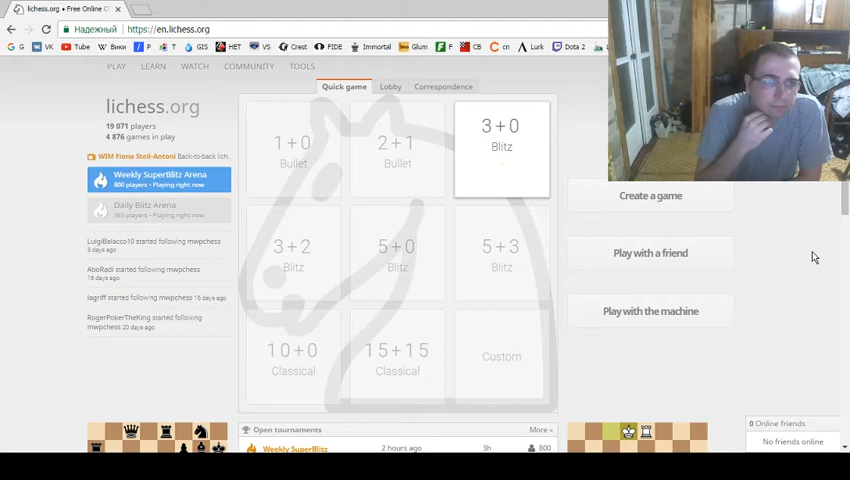 lichess.org • Free Online C
Надежный
https://en.lichess.org
G
VK
Tube
Вики
P
T
GIS
HET
VS
Crest
FIDE
Immortal
Glum
F
CB
cn
Lurk
Dota 2
PLAY LEARN WATCH COMMUNITY TOOLS
Quick game Lobby Correspondence
lichess.org
19 071 players
4 876 games in play
WIM Fiona Steil-Antoni Back-to-back lich..
Weekly SuperBlitz Arena
800 players • Playing right now
Daily Blitz Arena
366 players • Playing right now
LuigiBalacco10 started following mwpchess
3 days ago
AboRadi started following mwpchess
16 days ago
lagriff started following mwpchess 16 days ago
RogerPokerTheKing started following
mwpchess 20 days ago
1+0
Bullet
2+1
Bullet
3+0
Blitz
3+2
Blitz
5+0
Blitz
5+3
Blitz
10+0
Classical
15+15
Classical
Custom
Create a game
Play with a friend
Play with the machine
Open tournaments More »
Weekly SuperBlitz 2 hours ago 3h 800
0 Online friends
No friends online